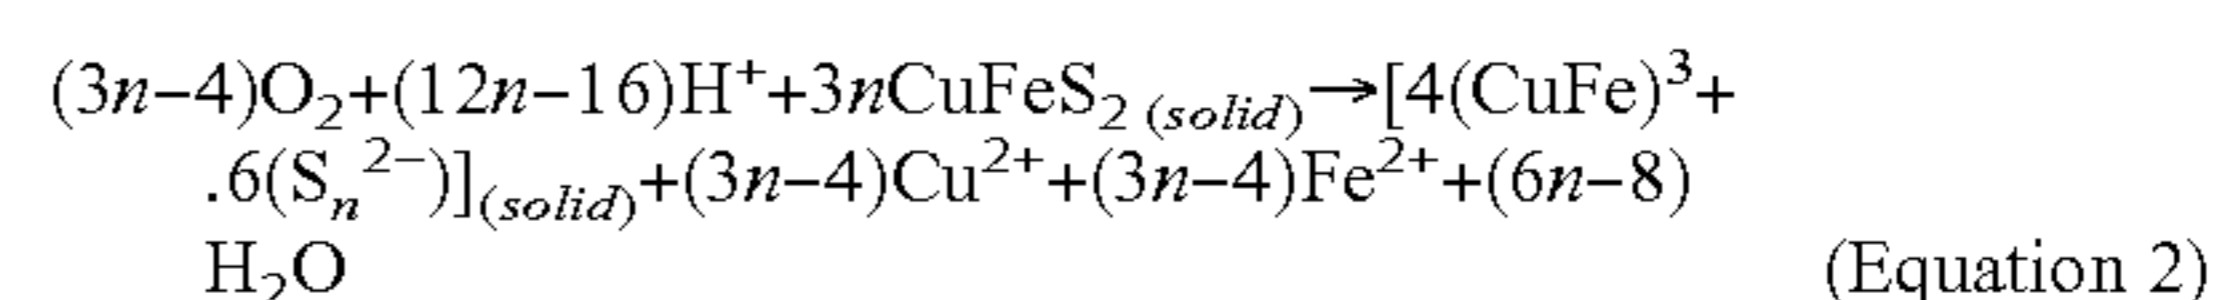 (3n−4)O₂+(12n−16)H⁺+3nCuFeS₂ (solid)→[4(CuFe)³+
.6(Sₙ²⁻)](solid)+(3n−4)Cu²⁺+(3n−4)Fe²⁺+(6n−8)
H₂O (Equation 2)